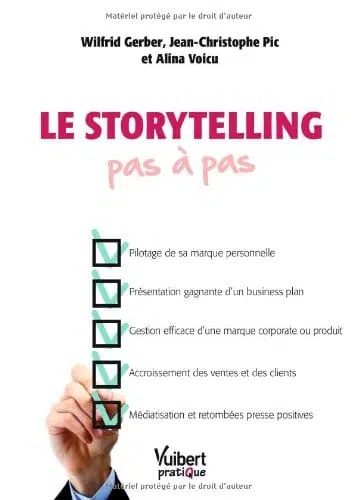 Matériel protégé par le droit d'auteur
Wilfrid Gerber, Jean-Christophe Pic
et Alina Voicu
LE STORYTELLING
pas à pas
Pilotage de sa marque personnelle
Présentation gagnante d'un business plan
Gestion efficace d'une marque corporate ou produit
Accroissement des ventes et des clients
Médiatisation et retombées presse positives
Vuibert
pratiQue
Matériel protégé par le droit d'auteur